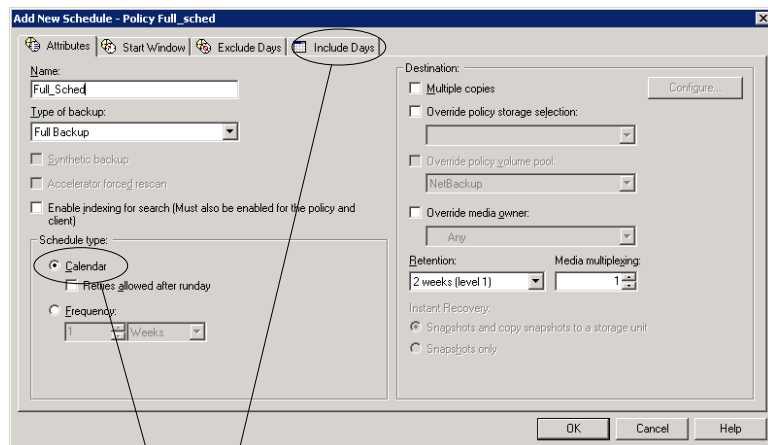 Add New Schedule - Policy Full_sched
Attributes
Start Window
Exclude Days
Include Days
Name:
Full_Sched
Type of backup:
Full Backup
Synthetic backup
Accelerator forced rescan
Enable indexing for search (Must also be enabled for the policy and
client)
Schedule type:
Calendar
Retries allowed after runday
Frequency:
1
Weeks
Destination:
Multiple copies
Configure...
Override policy storage selection:
Override policy volume pool:
NetBackup
Override media owner:
Any
Retention:
Media multiplexing:
2 weeks (level 1)
1
Instant Recovery:
Snapshots and copy snapshots to a storage unit
Snapshots only
OK
Cancel
Help